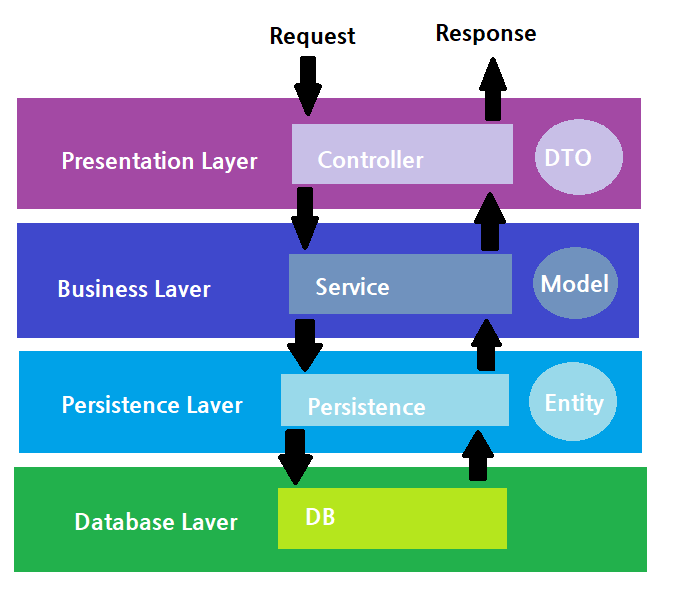 Request
Response
Presentation Layer
Controller
DTO
Business Laver
Service
Model
Persistence Laver
Persistence
Entity
Database Laver
DB